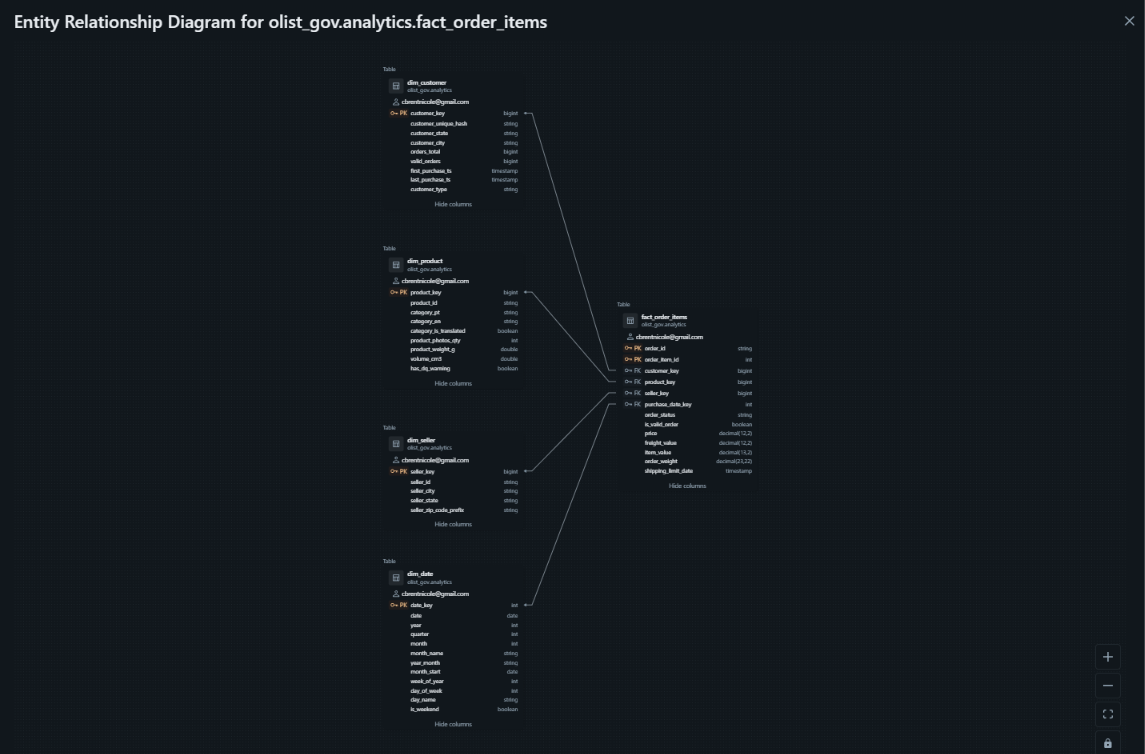 Entity Relationship Diagram for olist_gov.analytics.fact_order_items
Table
dim_customer
olist_gov.analytics
cbrentnicole@gmail.com
PK customer_key bigint
customer_unique_hash string
customer_state string
customer_city string
orders_total bigint
valid_orders bigint
first_purchase_ts timestamp
last_purchase_ts timestamp
customer_type string
Hide columns
Table
dim_product
olist_gov.analytics
cbrentnicole@gmail.com
PK product_key bigint
product_id string
category_pt string
category_en string
category_is_translated boolean
product_photos_qty int
product_weight_g double
volume_cm3 double
has_dq_warning boolean
Hide columns
Table
fact_order_items
olist_gov.analytics
cbrentnicole@gmail.com
PK order_id string
PK order_item_id int
FK customer_key bigint
FK product_key bigint
FK seller_key bigint
FK purchase_date_key int
order_status string
is_valid_order boolean
price decimal(12,2)
freight_value decimal(12,2)
item_value decimal(13,2)
order_weight decimal(23,22)
shipping_limit_date timestamp
Hide columns
Table
dim_seller
olist_gov.analytics
cbrentnicole@gmail.com
PK seller_key bigint
seller_id string
seller_city string
seller_state string
seller_zip_code_prefix string
Hide columns
Table
dim_date
olist_gov.analytics
cbrentnicole@gmail.com
PK date_key int
date date
year int
quarter int
month int
month_name string
year_month string
month_start date
week_of_year int
day_of_week int
day_name string
is_weekend boolean
Hide columns